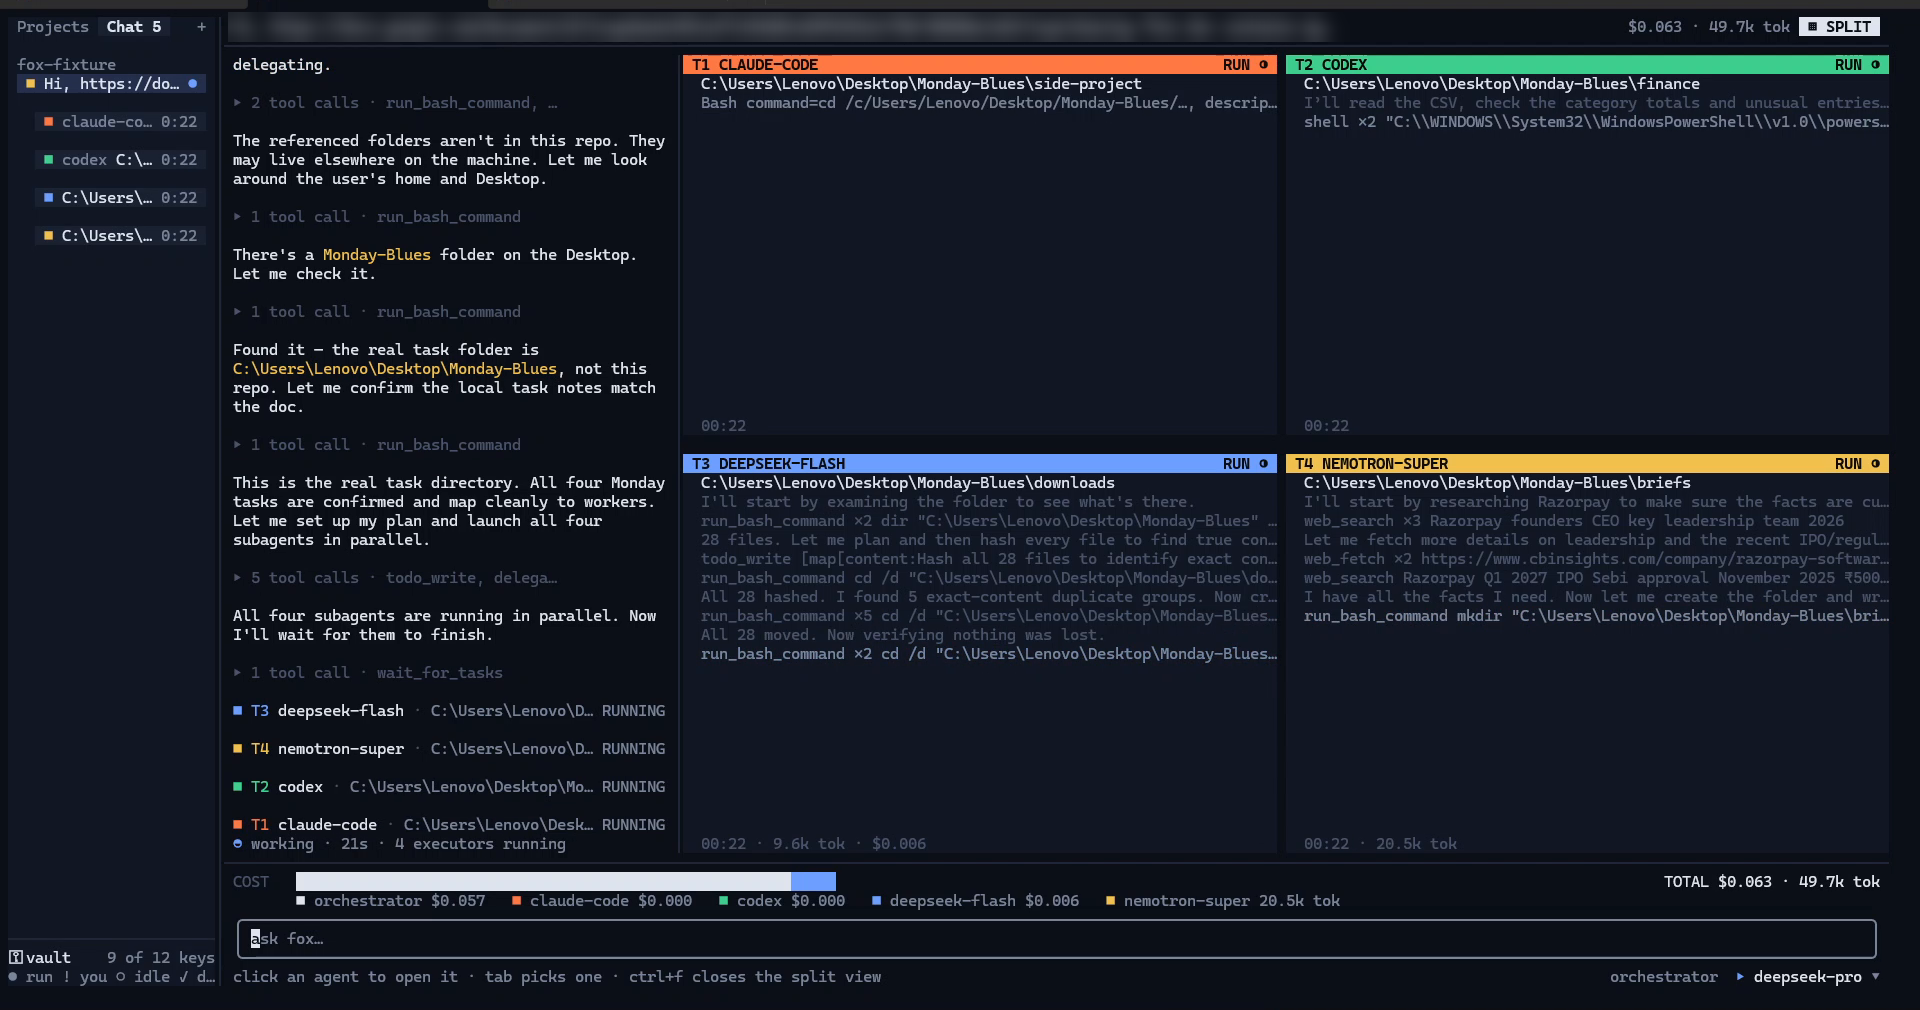 Projects Chat 5 +
$0.063 · 49.7k tok SPLIT
fox-fixture
Hi, https://do…
claude-co… 0:22
codex C:\… 0:22
C:\Users\… 0:22
C:\Users\… 0:22
delegating.
▸ 2 tool calls · run_bash_command, …
The referenced folders aren't in this repo. They
may live elsewhere on the machine. Let me look
around the user's home and Desktop.
▸ 1 tool call · run_bash_command
There's a Monday-Blues folder on the Desktop.
Let me check it.
▸ 1 tool call · run_bash_command
Found it — the real task folder is
C:\Users\Lenovo\Desktop\Monday-Blues, not this
repo. Let me confirm the local task notes match
the doc.
▸ 1 tool call · run_bash_command
This is the real task directory. All four Monday
tasks are confirmed and map cleanly to workers.
Let me set up my plan and launch all four
subagents in parallel.
▸ 5 tool calls · todo_write, delega…
All four subagents are running in parallel. Now
I'll wait for them to finish.
▸ 1 tool call · wait_for_tasks
T3 deepseek-flash · C:\Users\Lenovo\D… RUNNING
T4 nemotron-super · C:\Users\Lenovo\D… RUNNING
T2 codex · C:\Users\Lenovo\Desktop\Mo… RUNNING
T1 claude-code · C:\Users\Lenovo\Desk… RUNNING
working · 21s · 4 executors running
T1 CLAUDE-CODE RUN
C:\Users\Lenovo\Desktop\Monday-Blues\side-project
Bash command=cd /c/Users/Lenovo/Desktop/Monday-Blues/…, descrip…
00:22
T2 CODEX RUN
C:\Users\Lenovo\Desktop\Monday-Blues\finance
I'll read the CSV, check the category totals and unusual entries…
shell ×2 "C:\\WINDOWS\\System32\\WindowsPowerShell\\v1.0\\powers…
00:22
T3 DEEPSEEK-FLASH RUN
C:\Users\Lenovo\Desktop\Monday-Blues\downloads
I'll start by examining the folder to see what's there.
run_bash_command ×2 dir "C:\Users\Lenovo\Desktop\Monday-Blues" …
28 files. Let me plan and then hash every file to find true con…
todo_write [map[content:Hash all 28 files to identify exact con…
run_bash_command cd /d "C:\Users\Lenovo\Desktop\Monday-Blues\do…
All 28 hashed. I found 5 exact-content duplicate groups. Now cr…
run_bash_command ×5 cd /d "C:\Users\Lenovo\Desktop\Monday-Blues…
All 28 moved. Now verifying nothing was lost.
run_bash_command ×2 cd /d "C:\Users\Lenovo\Desktop\Monday-Blues…
00:22 · 9.6k tok · $0.006
T4 NEMOTRON-SUPER RUN
C:\Users\Lenovo\Desktop\Monday-Blues\briefs
I'll start by researching Razorpay to make sure the facts are cu…
web_search ×3 Razorpay founders CEO key leadership team 2026
Let me fetch more details on leadership and the recent IPO/regul…
web_fetch ×2 https://www.cbinsights.com/company/razorpay-softwar…
web_search Razorpay Q1 2027 IPO Sebi approval November 2025 ₹500…
I have all the facts I need. Now let me create the folder and wr…
run_bash_command mkdir "C:\Users\Lenovo\Desktop\Monday-Blues\bri…
00:22 · 20.5k tok
COST TOTAL $0.063 · 49.7k tok
orchestrator $0.057 claude-code $0.000 codex $0.000 deepseek-flash $0.006 nemotron-super 20.5k tok
ask fox…
vault 9 of 12 keys
● run ! you ○ idle √ d…
click an agent to open it · tab picks one · ctrl+f closes the split view
orchestrator ▸ deepseek-pro ▾